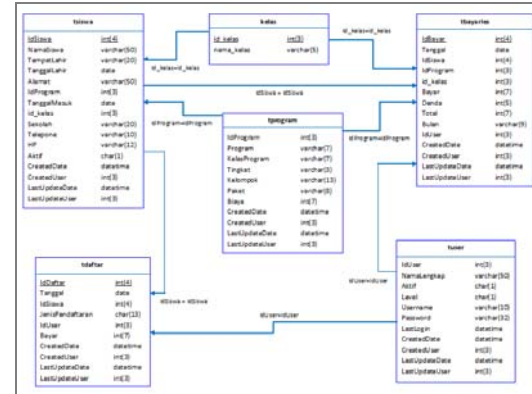 tsiswa
IdSiswa int(4)
NamaSiswa varchar(50)
TempatLahir varchar(20)
TanggalLahir data
Alamat varchar(50)
IdProgram int(3)
TanggalMasuk data
id_kelas int(3)
Sekolah varchar(20)
Telepone varchar(10)
HP varchar(12)
Aktif char(1)
CreatedDate datetime
CreatedUser int(3)
LastUpdateDate datetime
LastUpdateUser int(3)
kelas
id_kelas int(3)
nama_kelas varchar(5)
tbayarles
IdBayar int(4)
Tanggal data
IdSiswa int(4)
IdProgram int(3)
id_kelas int(3)
Bayar int(7)
Denda int(5)
Total int(7)
Bulan varchar(9)
IdUser int(3)
CreatedDate datetime
CreatedUser int(3)
LastUpdateDate datetime
LastUpdateUser int(3)
id_kelas=id_kelas
id_kelas=id_kelas
idSiswa = idSiswa
idProgram=idProgram
idProgram=idProgram
tprogram
IdProgram int(3)
Program varchar(7)
KelasProgram varchar(7)
Tingkat varchar(3)
Kelompok varchar(13)
Paket varchar(8)
Biaya int(7)
CreatedDate datetime
CreatedUser int(3)
LastUpdateDate datetime
LastUpdateUser int(3)
tdaftar
IdDaftar int(4)
Tanggal data
IdSiswa int(4)
JenisPendaftaran char(13)
IdUser int(3)
Bayar int(7)
CreatedDate datetime
CreatedUser int(3)
LastUpdateDate datetime
LastUpdateUser int(3)
idSiswa = idSiswa
idUser=idUser
idUser=idUser
tuser
IdUser int(3)
NamaLengkap varchar(50)
Aktif char(1)
Level char(1)
Username varchar(10)
Password varchar(32)
LastLogin datetime
CreatedDate datetime
CreatedUser int(3)
LastUpdateDate datetime
LastUpdateUser int(3)